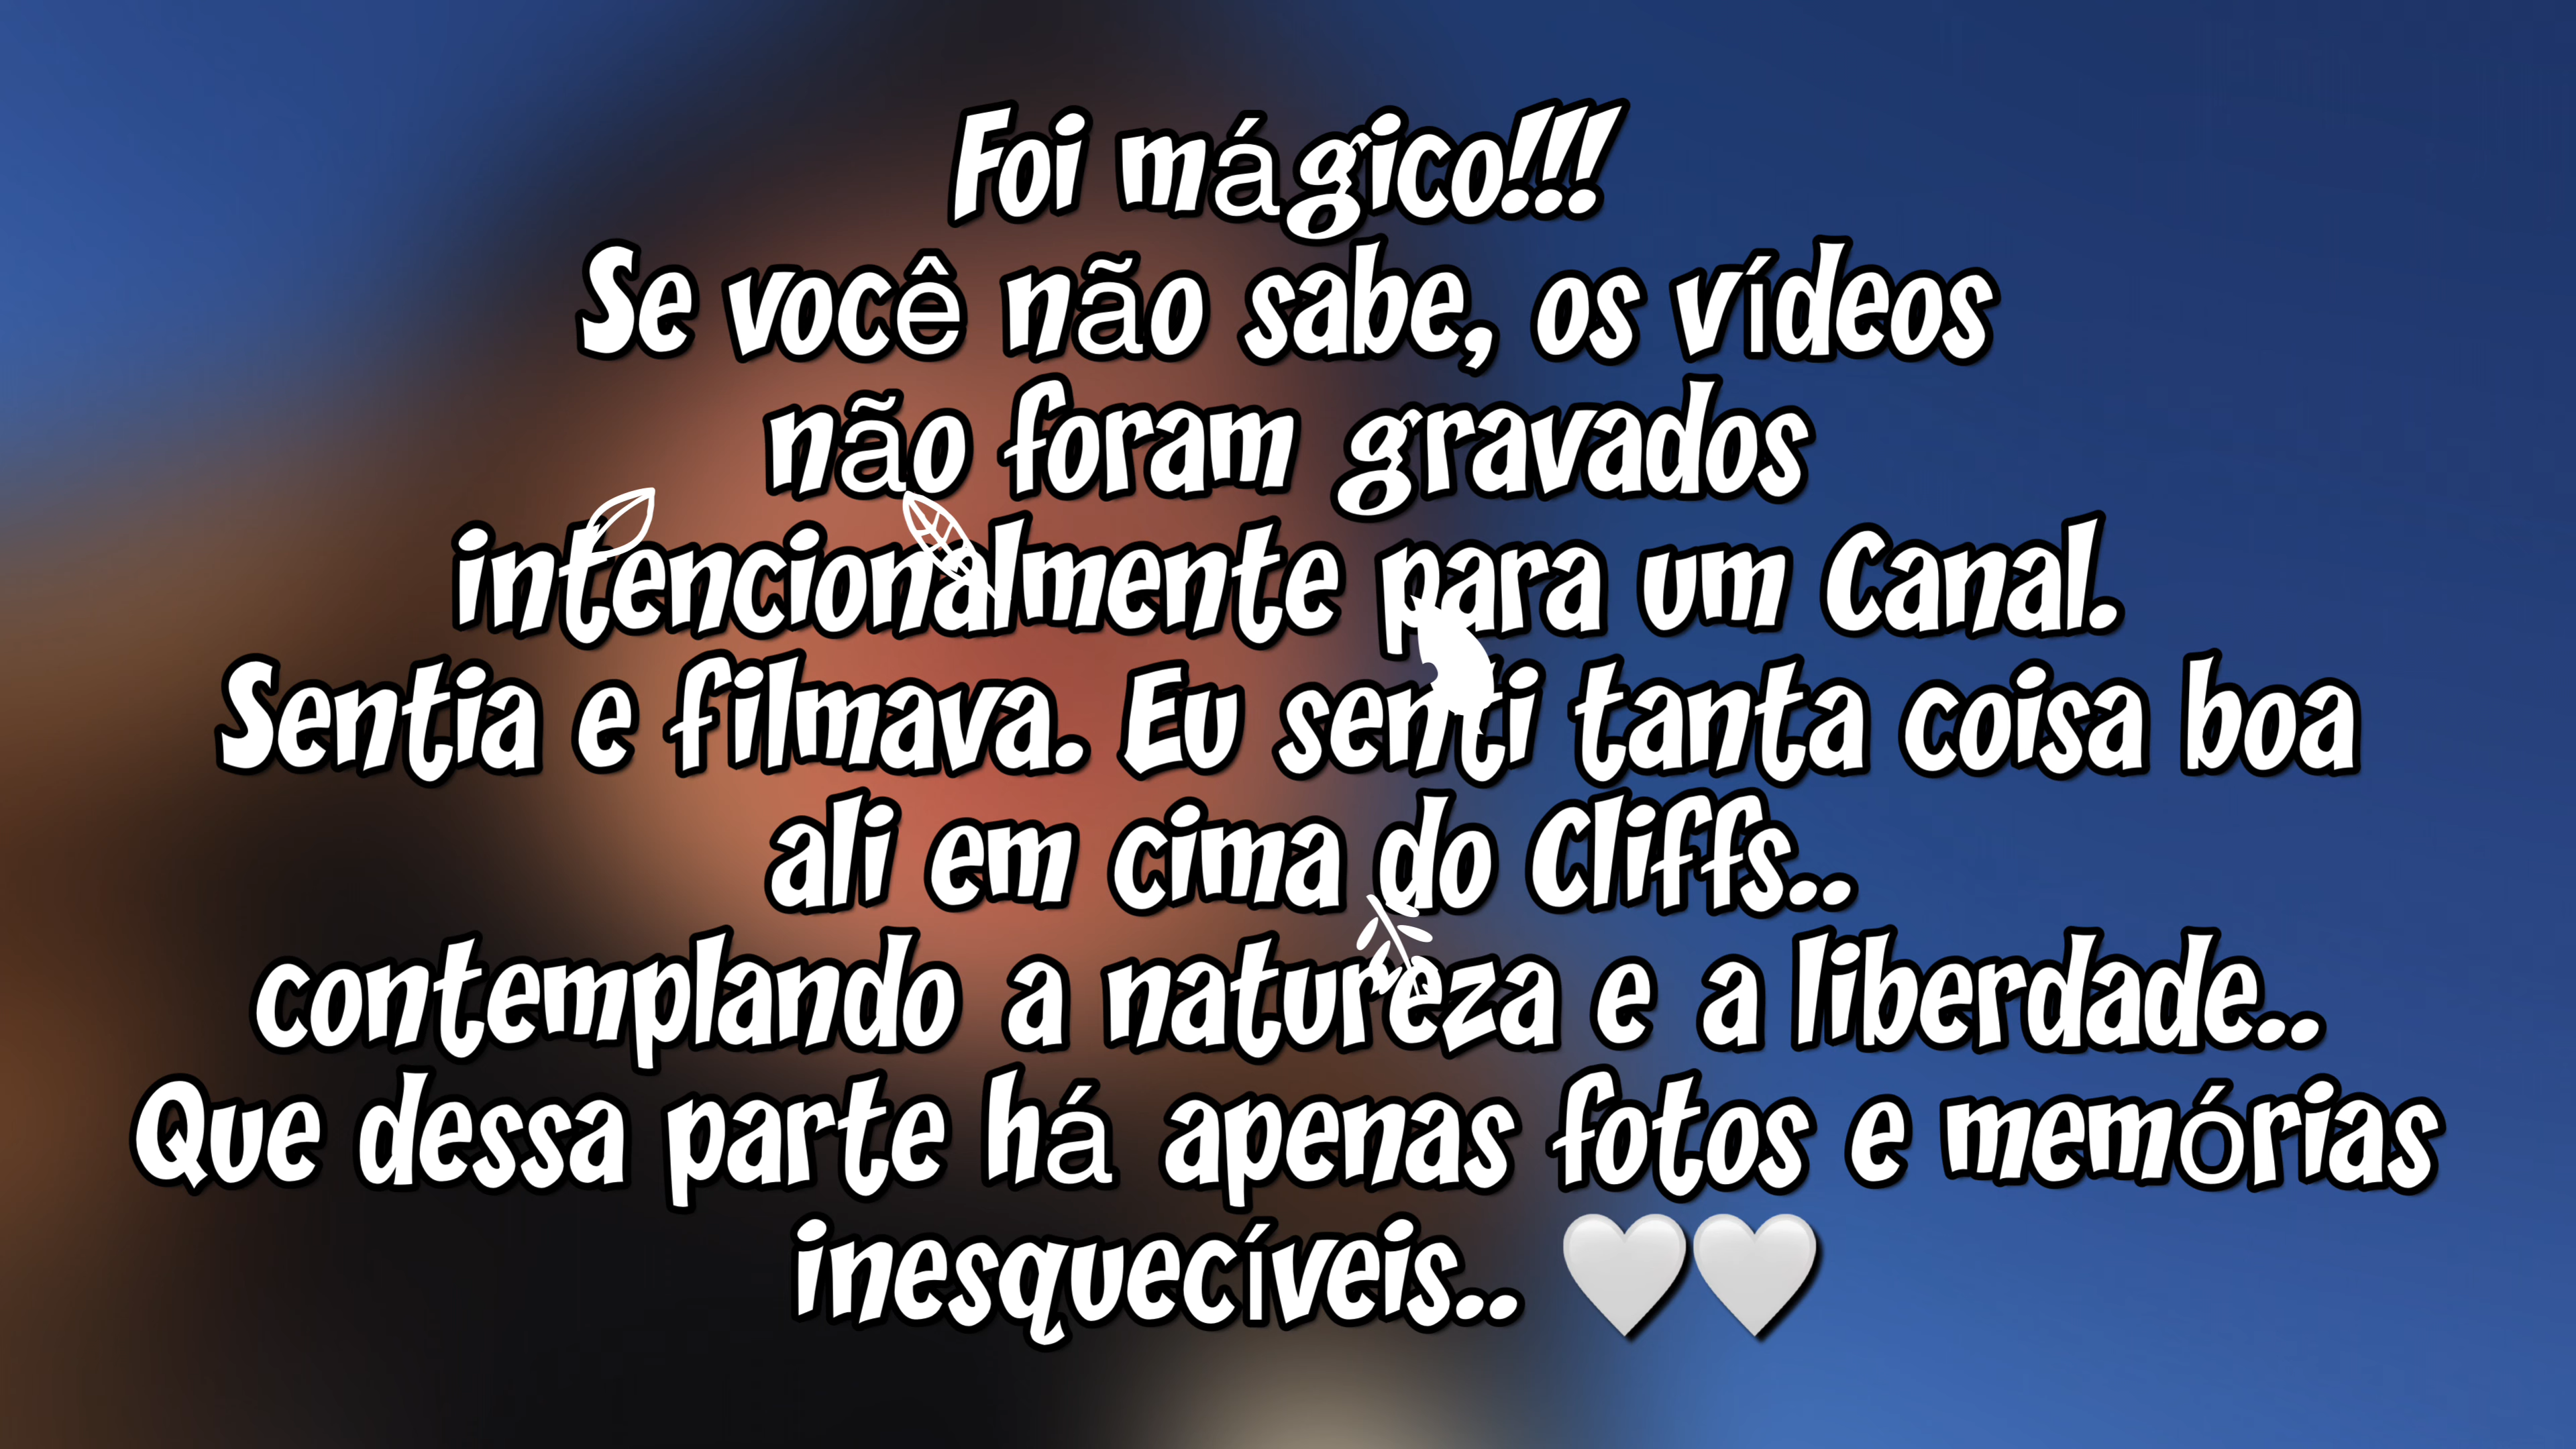 Foi mágico!!!
Se você não sabe, os vídeos
não foram gravados
intencionalmente para um Canal.
Sentia e filmava. Eu senti tanta coisa boa
ali em cima do Cliffs..
contemplando a natureza e a liberdade..
Que dessa parte há apenas fotos e memórias
inesquecíveis.. 🤍🤍